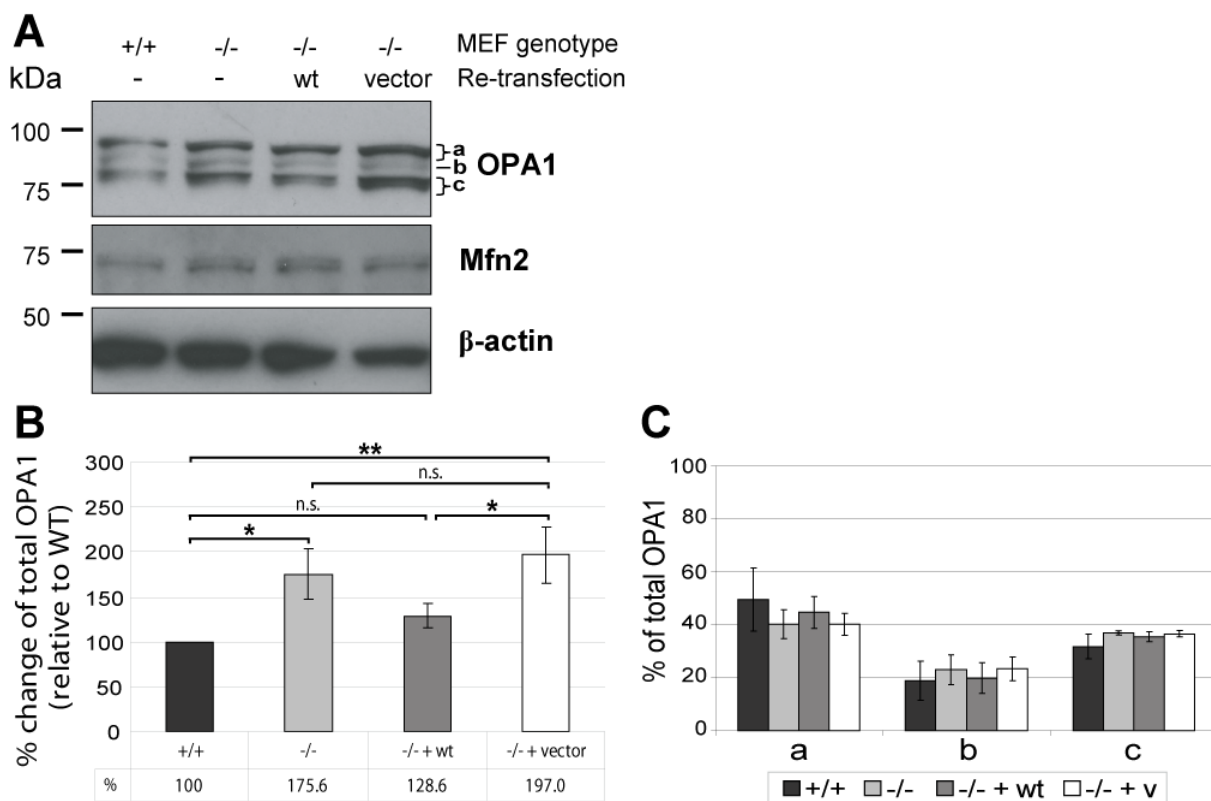 A
+/+ -/- -/- -/- MEF genotype
kDa - - wt vector Re-transfection
100
a
b OPA1
75 c
75
Mfn2
50
β-actin
B
% change of total OPA1
(relative to WT)
300
250
200
150
100
50
0
**
n.s.
n.s.
*
*
+/+ -/- -/- + wt -/- + vector
% 100 175.6 128.6 197.0
C
% of total OPA1
100
80
60
40
20
0
a b c
+/+ -/- -/- + wt -/- + v